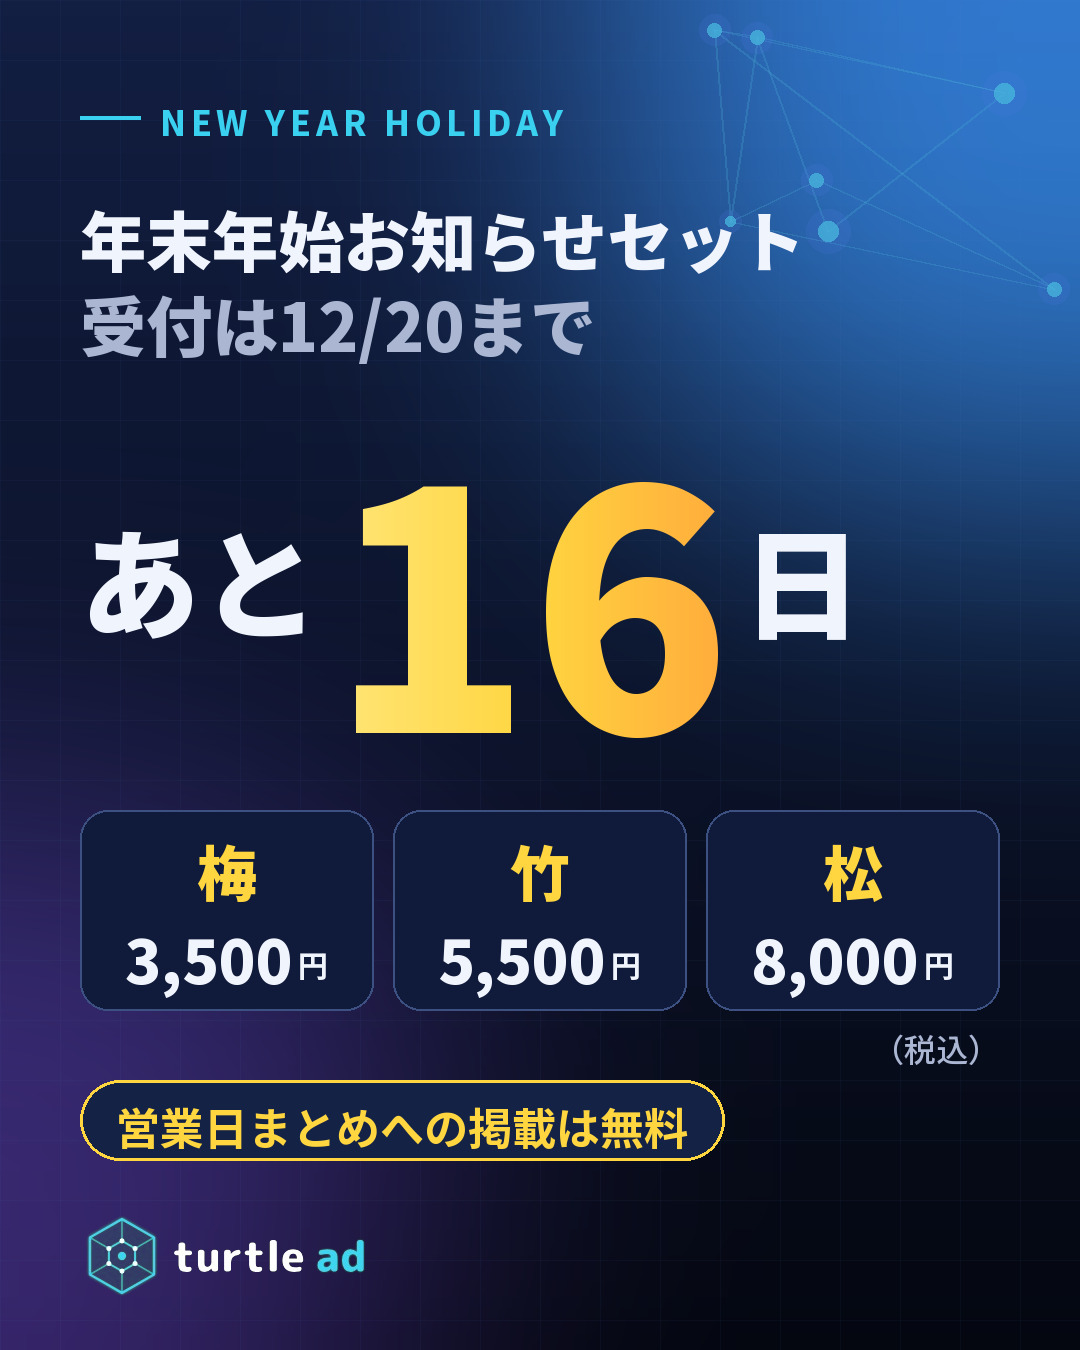 NEW YEAR HOLIDAY
年末年始お知らせセット
受付は12/20まで
あと16日
梅
3,500円
竹
5,500円
松
8,000円
（税込）
営業日まとめへの掲載は無料
turtle ad